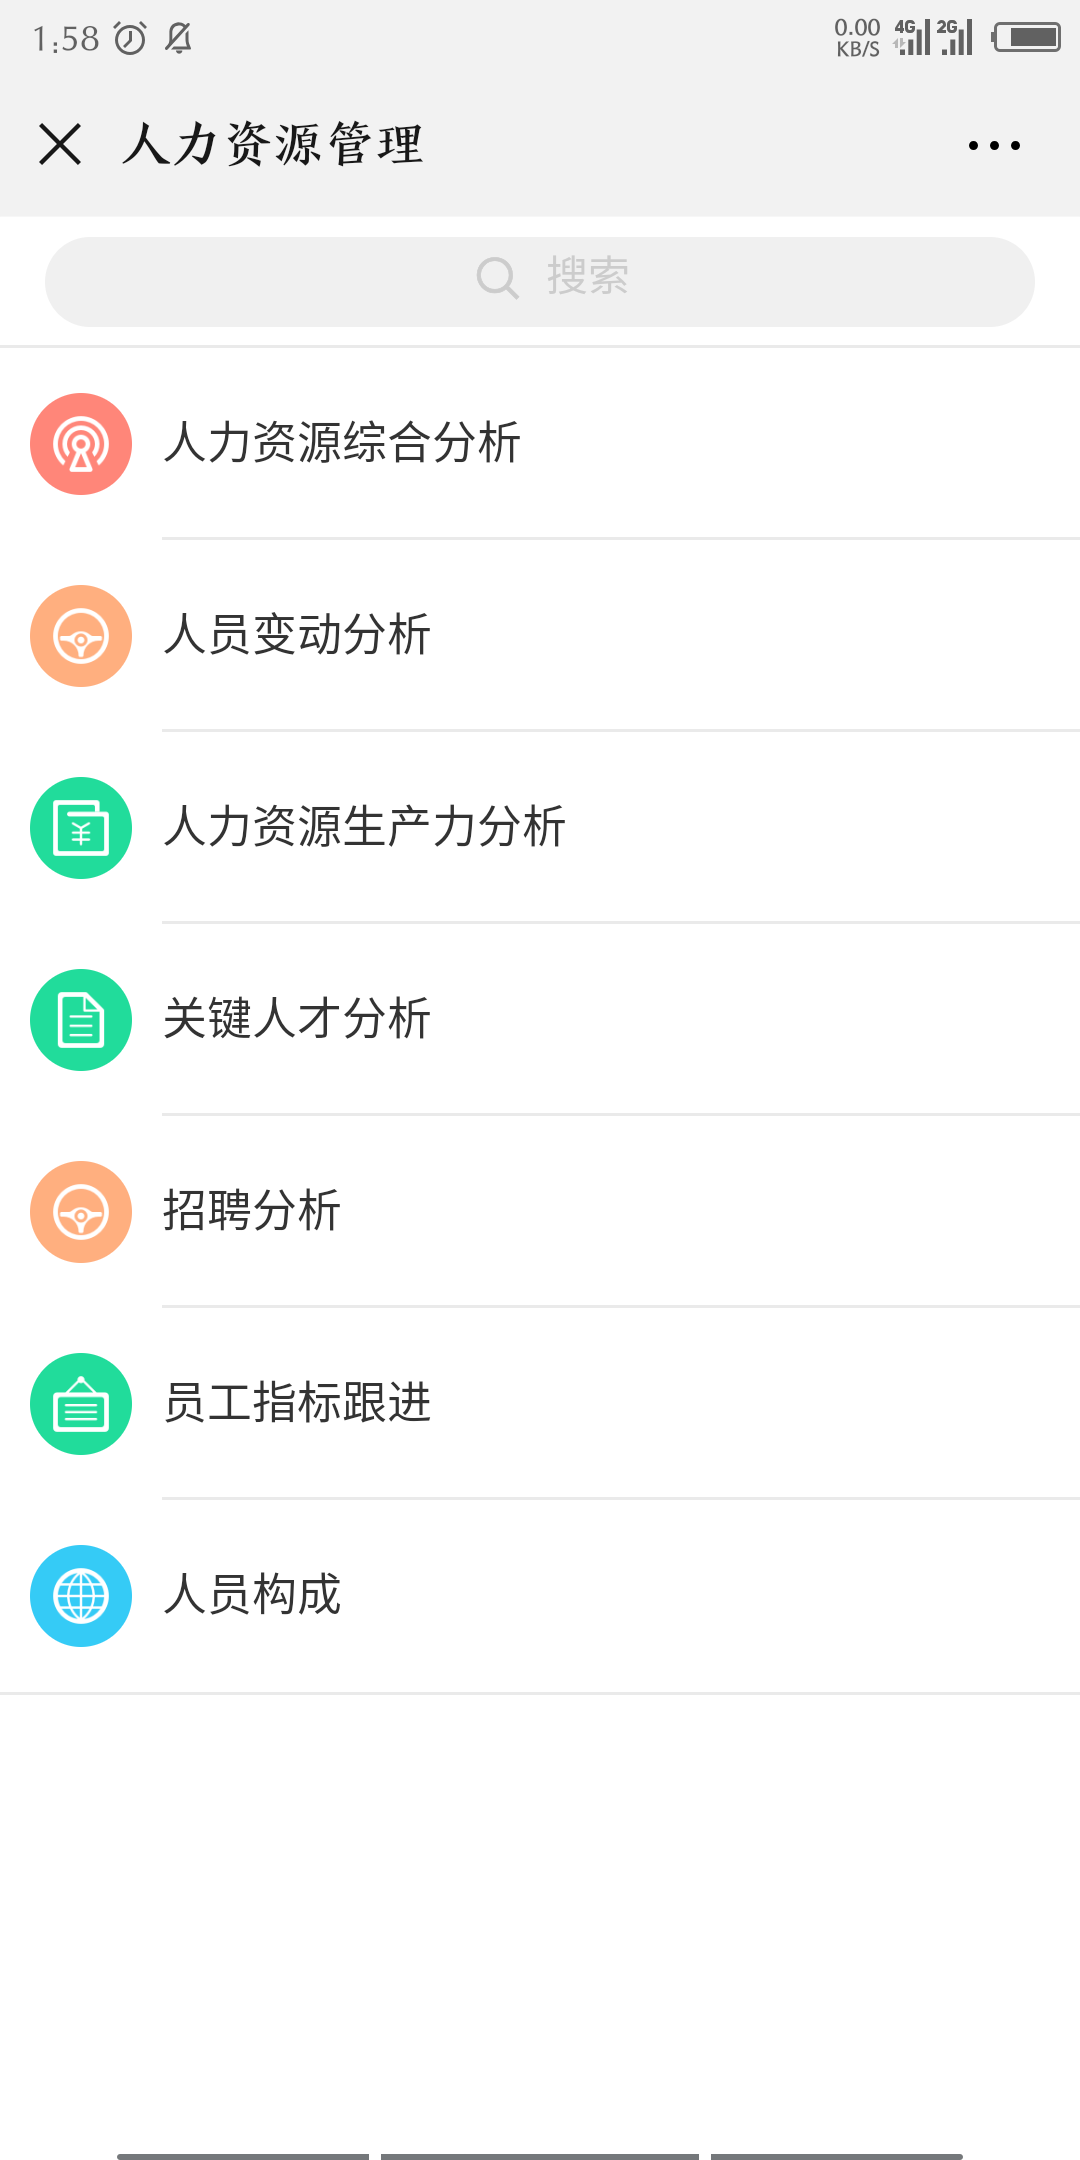 1:58
0.00
KB/S
4G
2G
人力资源管理
搜索
人力资源综合分析
人员变动分析
人力资源生产力分析
关键人才分析
招聘分析
员工指标跟进
人员构成